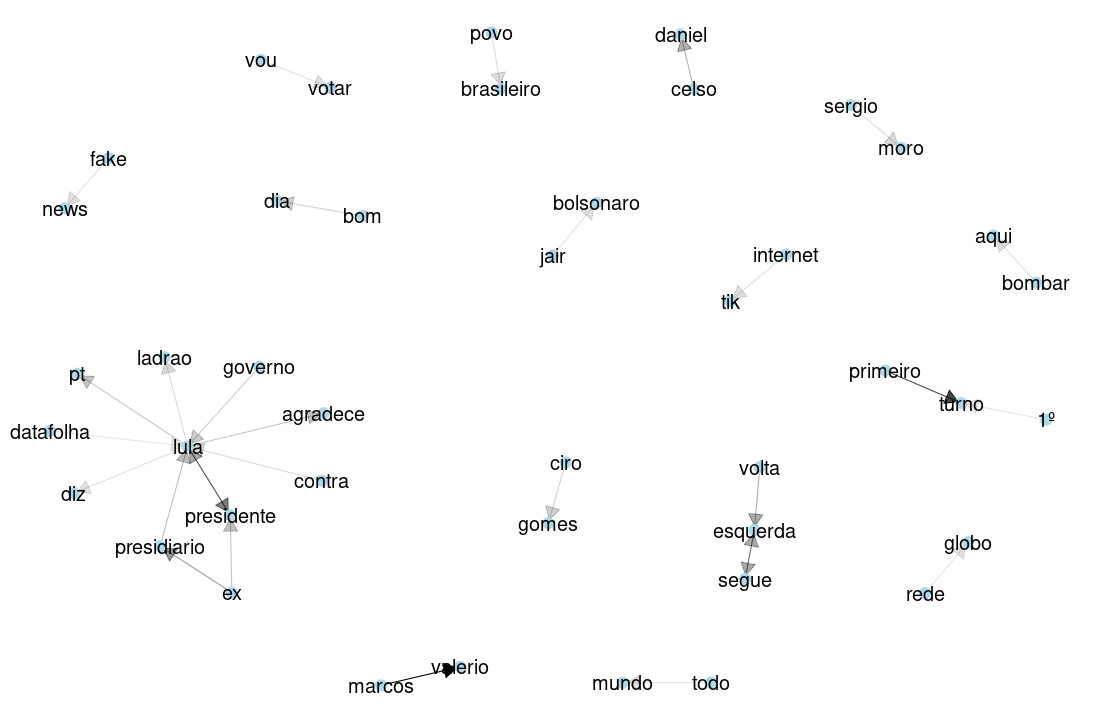 povo
daniel
vou
votar
brasileiro
celso
sergio
moro
fake
news
dia
bom
bolsonaro
jair
internet
tik
aqui
bombar
ladrao
governo
pt
agradece
datafolha
lula
diz
contra
presidente
presidiario
ex
primeiro
turno
1º
ciro
gomes
volta
esquerda
segue
globo
rede
marcos
valerio
mundo
todo